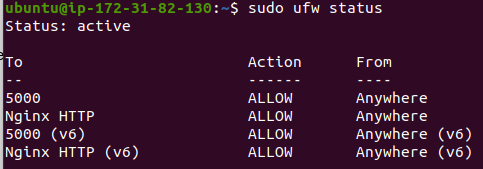 ubuntu@ip-172-31-82-130:~$ sudo ufw status
Status: active
To Action From
-- ------ ----
5000 ALLOW Anywhere
Nginx HTTP ALLOW Anywhere
5000 (v6) ALLOW Anywhere (v6)
Nginx HTTP (v6) ALLOW Anywhere (v6)